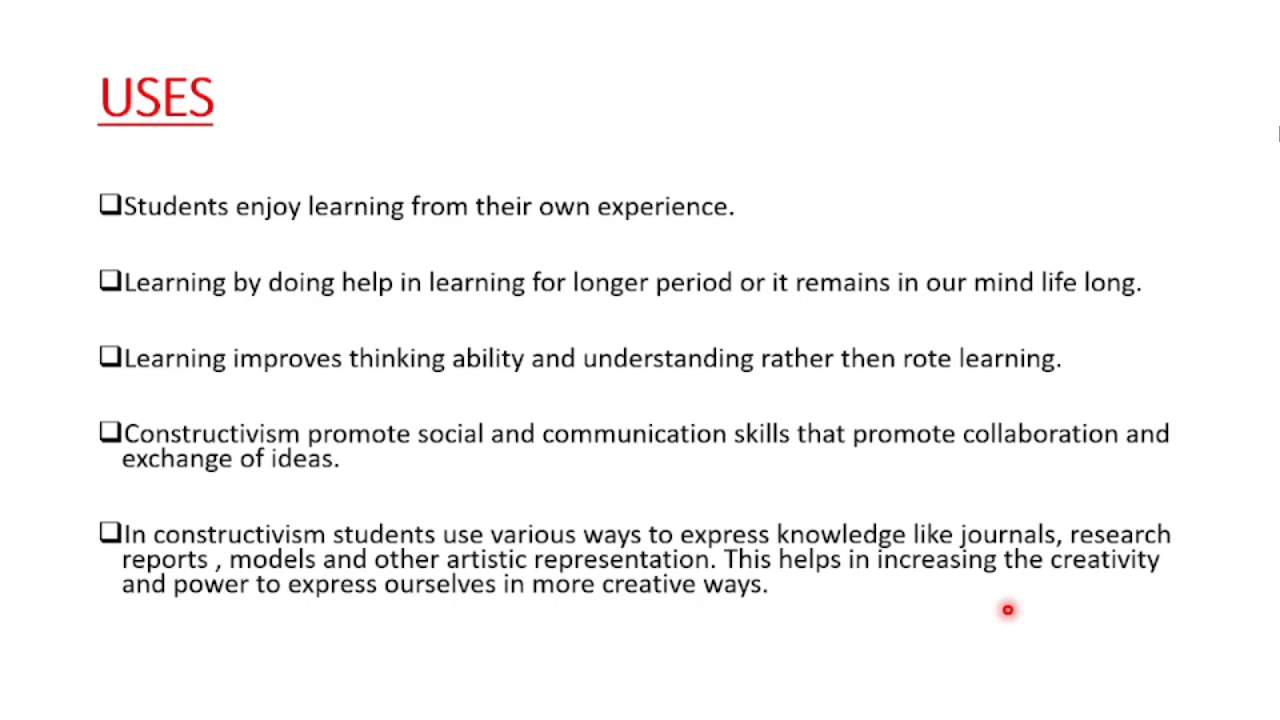 USES
❑Students enjoy learning from their own experience.
❑Learning by doing help in learning for longer period or it remains in our mind life long.
❑Learning improves thinking ability and understanding rather then rote learning.
❑Constructivism promote social and communication skills that promote collaboration and
exchange of ideas.
❑In constructivism students use various ways to express knowledge like journals, research
reports , models and other artistic representation. This helps in increasing the creativity
and power to express ourselves in more creative ways.